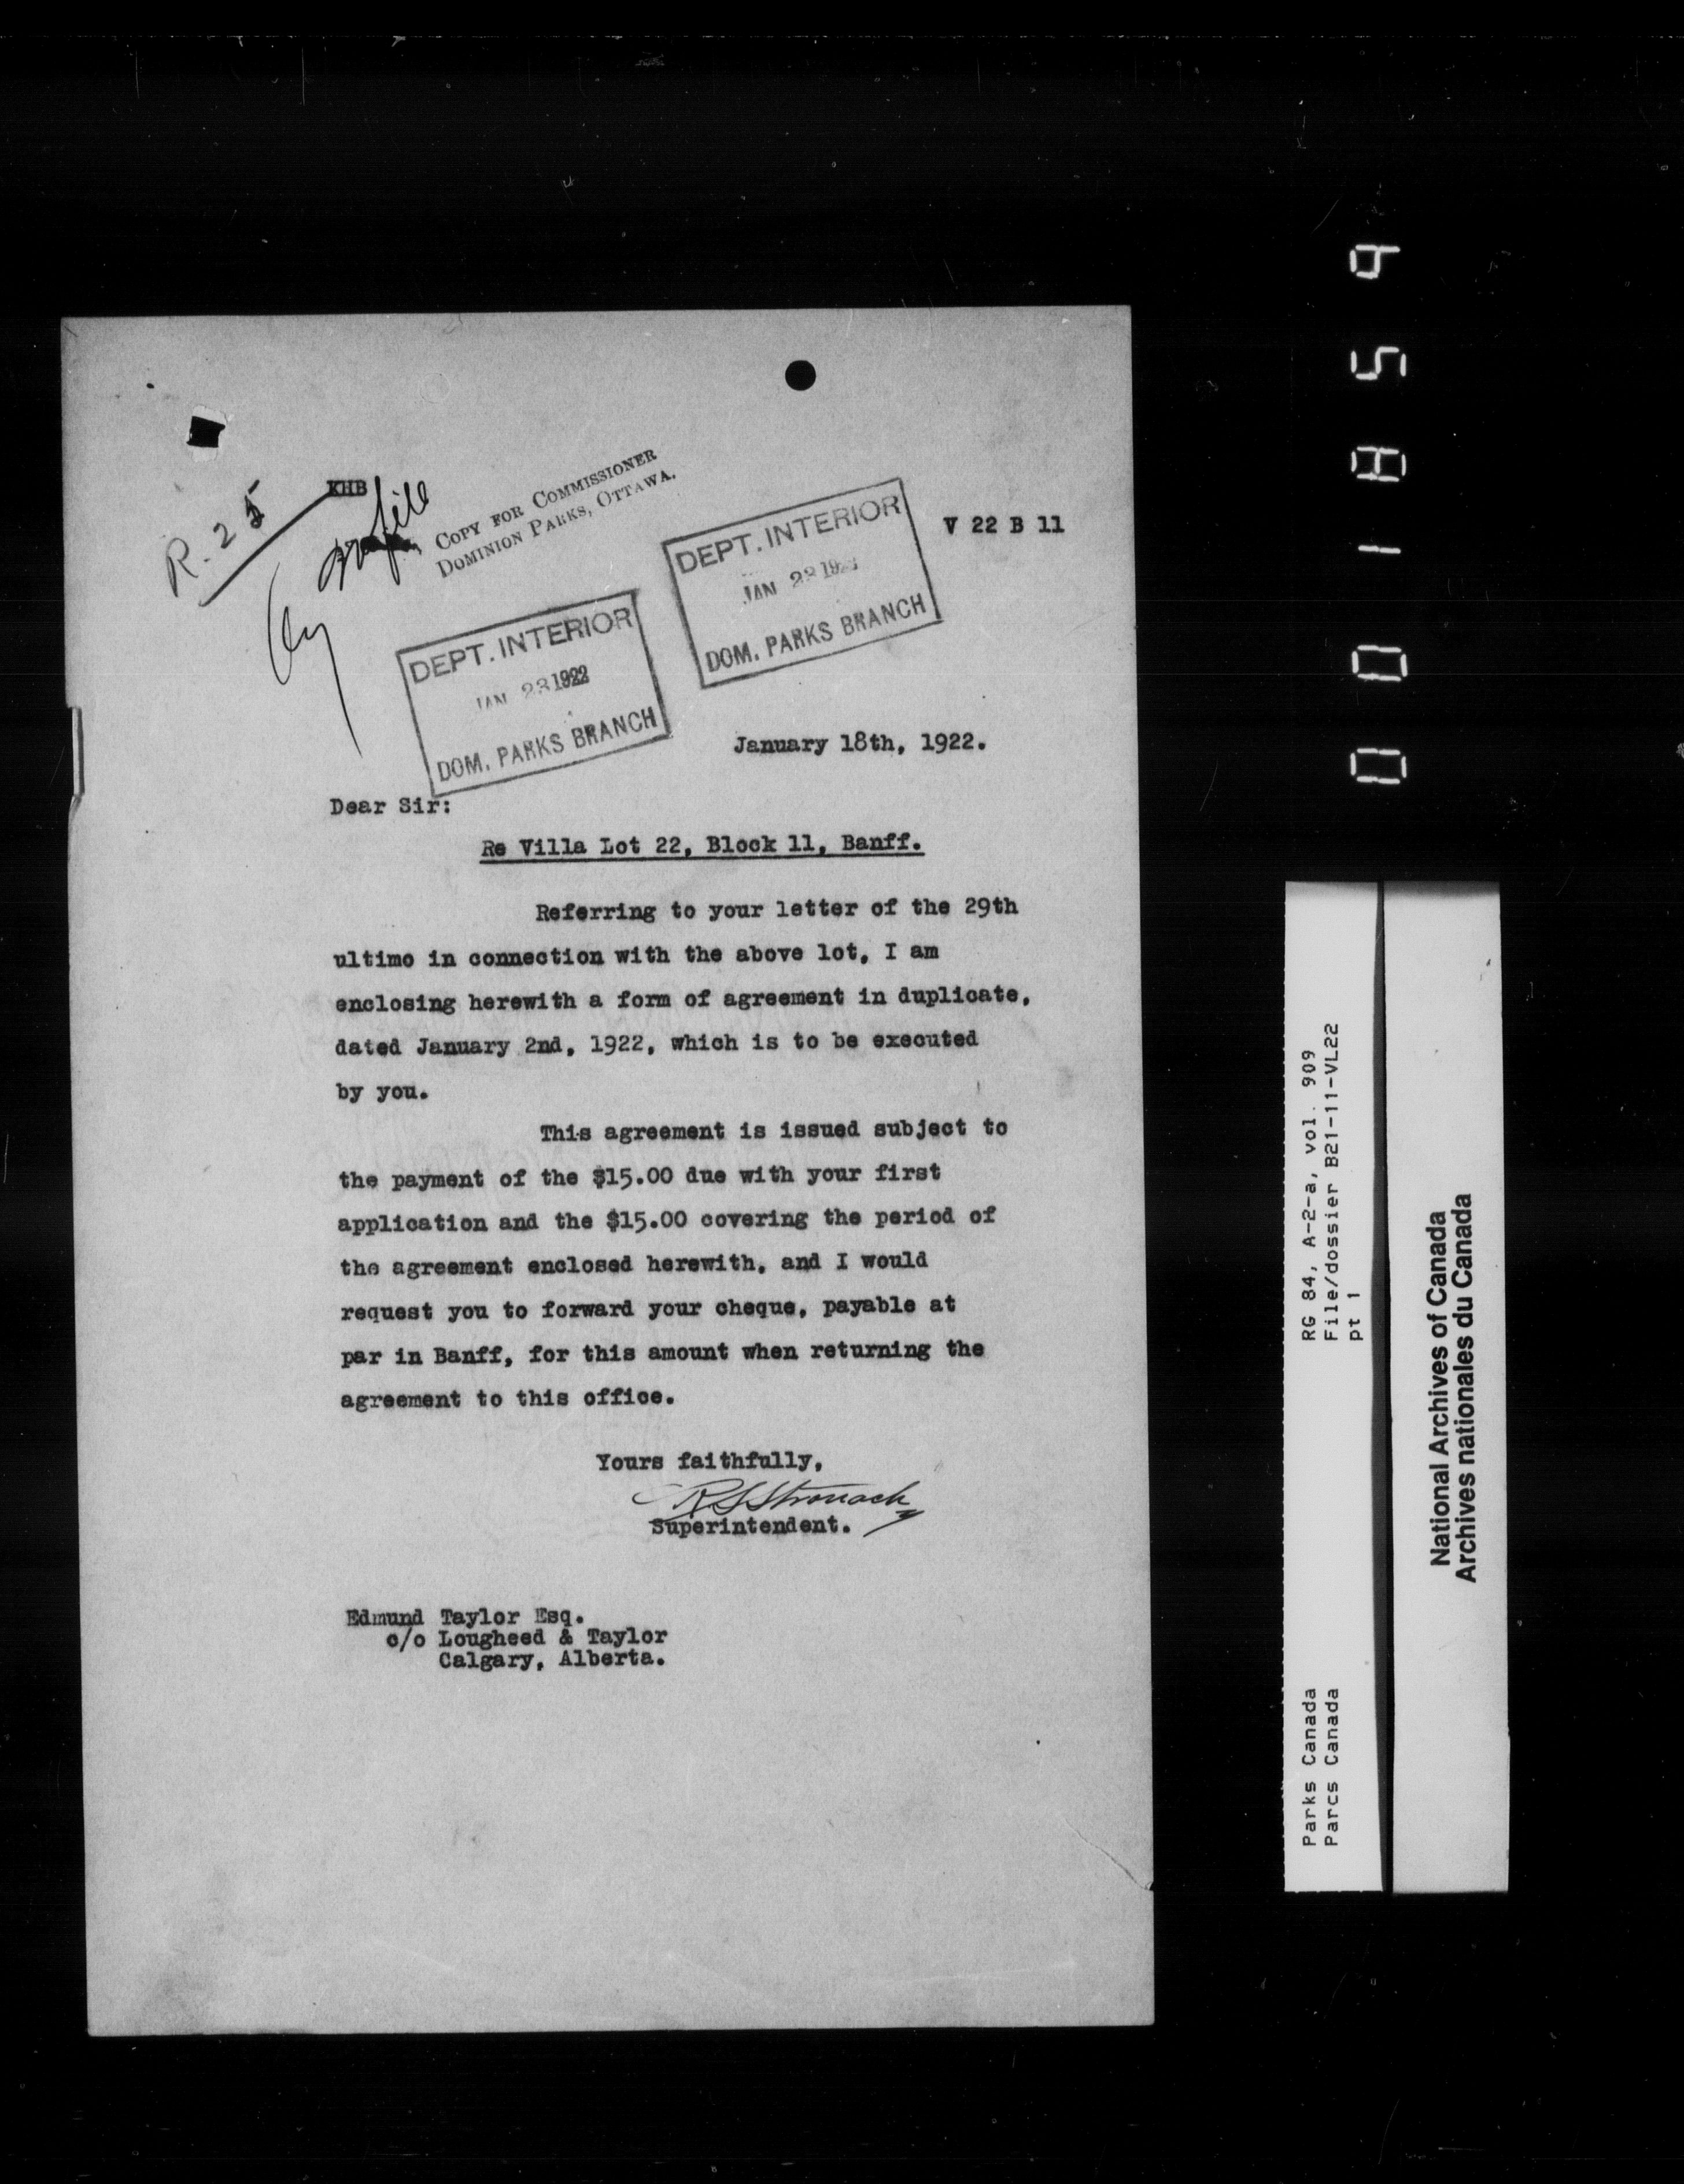 R. 25
KHB
file
COPY FOR COMMISSIONER
DOMINION PARKS, OTTAWA.
DEPT. INTERIOR
JAN 23 1922
DOM. PARKS BRANCH
DEPT. INTERIOR
JAN
DOM. PARKS BRANCH
V 22 B 11
January 18th, 1922.
Dear Sir:
Re Villa Lot 22, Block 11, Banff.
Referring to your letter of the 29th
ultimo in connection with the above lot, I am
enclosing herewith a form of agreement in duplicate,
dated January 2nd, 1922, which is to be executed
by you.
This agreement is issued subject to
the payment of the $15.00 due with your first
application and the $15.00 covering the period of
the agreement enclosed herewith, and I would
request you to forward your cheque, payable at
par in Banff, for this amount when returning the
agreement to this office.
Yours faithfully,
R S Stronach
Superintendent.
Edmund Taylor Esq.
c/o Lougheed & Taylor
Calgary, Alberta.
RG 84, A-2-a, vol. 909
File/dossier B21-11-VL22
pt 1
Parks Canada
Parcs Canada
National Archives of Canada
Archives nationales du Canada